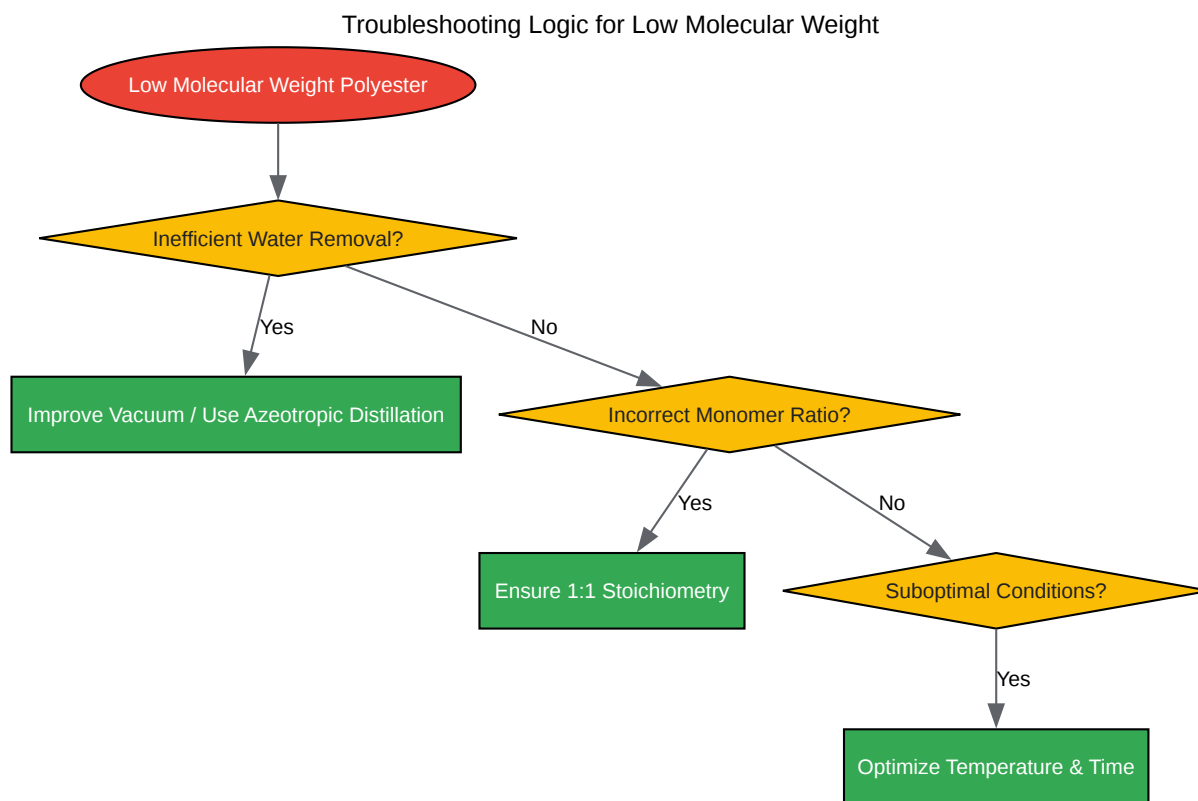 Troubleshooting Logic for Low Molecular Weight
Low Molecular Weight Polyester
Inefficient Water Removal?
Yes
No
Improve Vacuum / Use Azeotropic Distillation
Incorrect Monomer Ratio?
Yes
No
Ensure 1:1 Stoichiometry
Suboptimal Conditions?
Yes
Optimize Temperature & Time